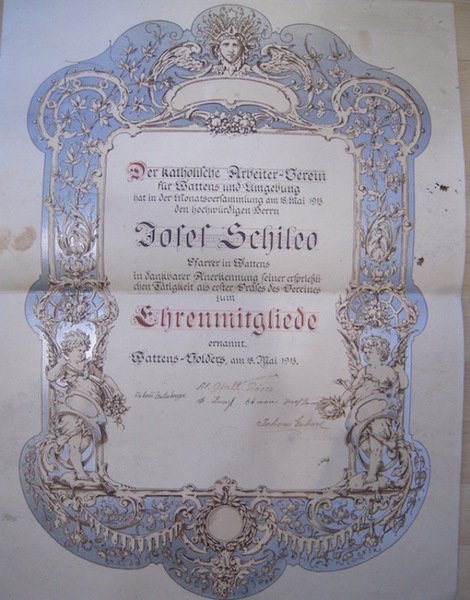 Der katholische Arbeiter-Verein
für Wattens und Umgebung
hat in der Monatsversammlung am 18. Mai 1913
den hochwürdigen Herrn
Josef Schileo
Pfarrer in Wattens
in dankbarer Anerkennung seiner ersprießli
chen Tätigkeit als erster Präses des Vereines
zum
Ehrenmitgliede
ernannt.
Wattens-Volders, am 18. Mai 1913.